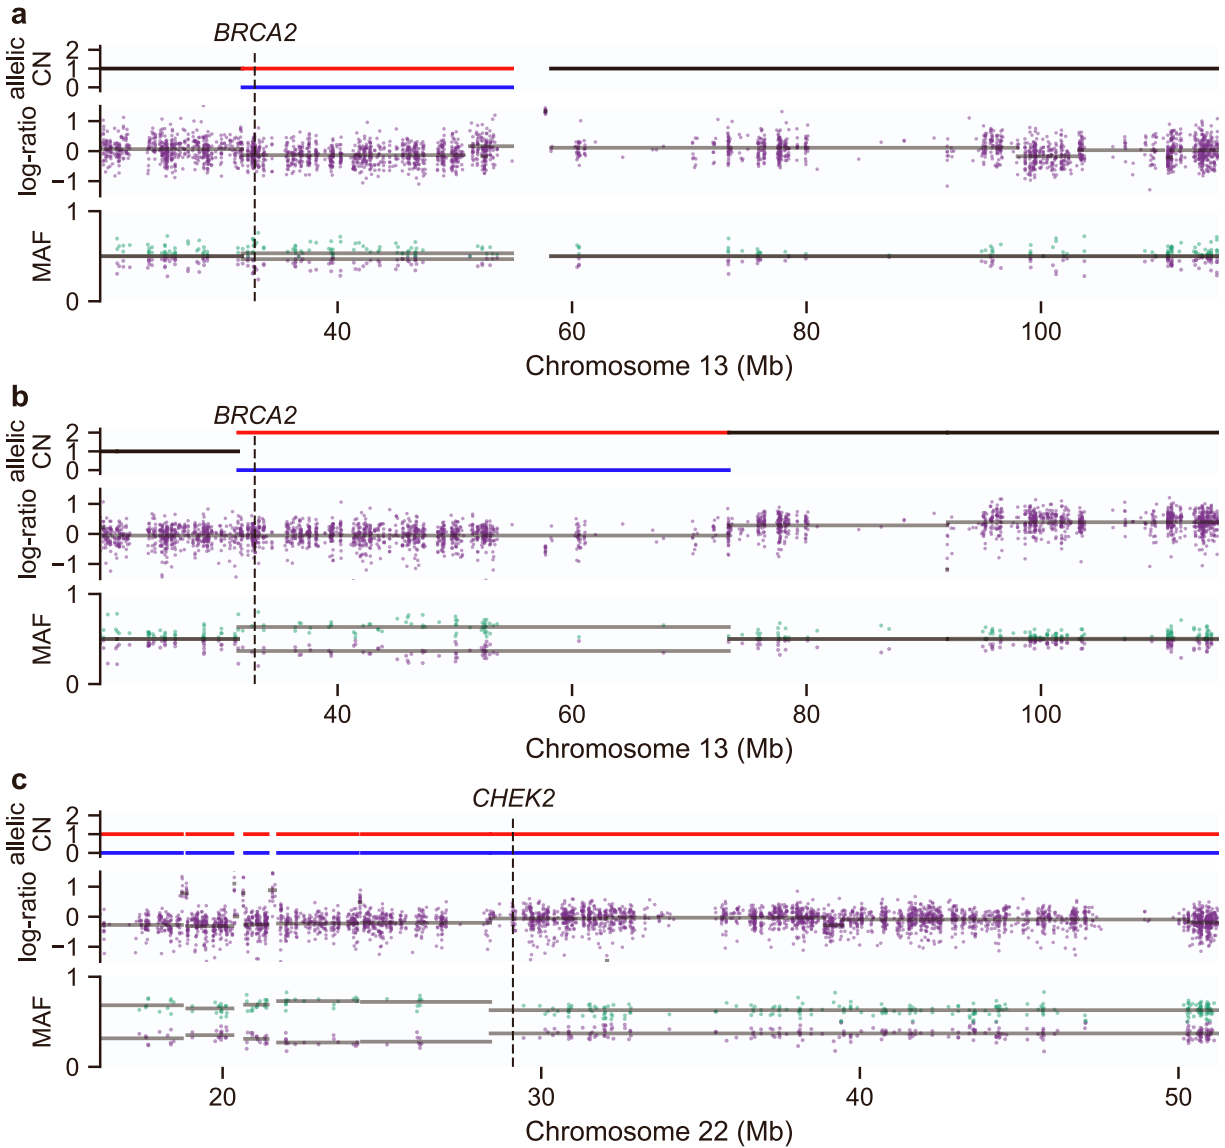 a
BRCA2
allelic
CN
2
1
0
log-ratio
1
0
−1
MAF
1
0
40
60
80
100
Chromosome 13 (Mb)
b
BRCA2
allelic
CN
2
1
0
log-ratio
1
0
−1
MAF
1
0
40
60
80
100
Chromosome 13 (Mb)
c
CHEK2
allelic
CN
2
1
0
log-ratio
1
0
−1
MAF
1
0
20
30
40
50
Chromosome 22 (Mb)